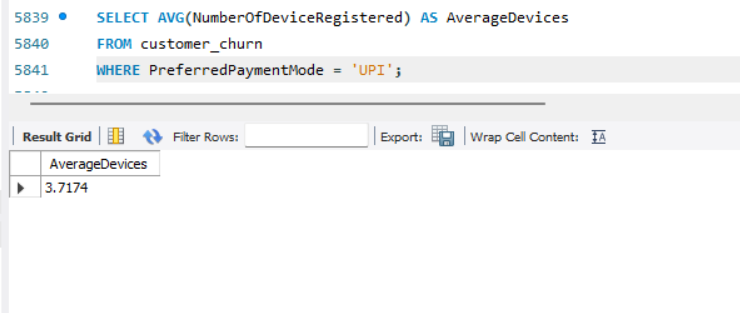 5839 SELECT AVG(NumberOfDeviceRegistered) AS AverageDevices
5840 FROM customer_churn
5841 WHERE PreferredPaymentMode = 'UPI';
Result Grid Filter Rows: Export: Wrap Cell Content: IA
AverageDevices
3.7174